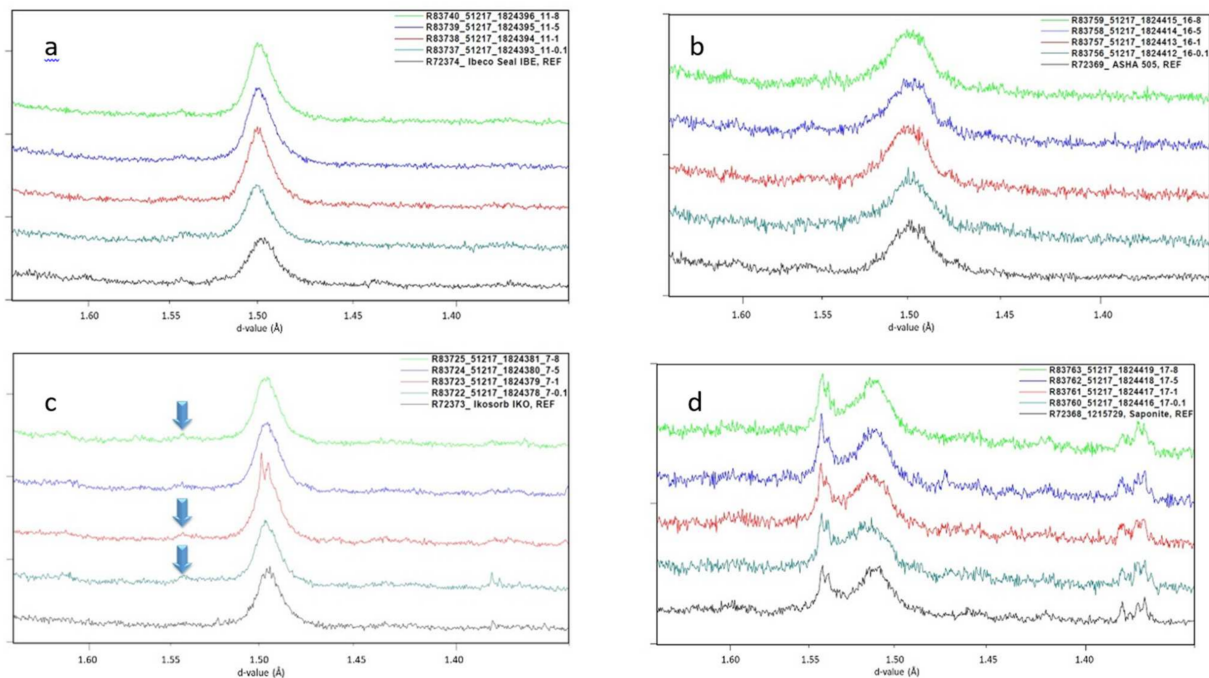 a
R83740_51217_1824396_11-8
R83739_51217_1824395_11-5
R83738_51217_1824394_11-1
R83737_51217_1824393_11-0.1
R72374_ Ibeco Seal IBE, REF
1.60
1.55
1.50
1.45
1.40
d-value (Å)
b
R83759_51217_1824415_16-8
R83758_51217_1824414_16-5
R83757_51217_1824413_16-1
R83756_51217_1824412_16-0.1
R72369_ ASHA 505, REF
1.60
1.55
1.50
1.45
1.40
d-value (Å)
c
R83725_51217_1824381_7-8
R83724_51217_1824380_7-5
R83723_51217_1824379_7-1
R83722_51217_1824378_7-0.1
R72373_ Ikosorb IKO, REF
1.60
1.55
1.50
1.45
1.40
d-value (Å)
d
R83763_51217_1824419_17-8
R83762_51217_1824418_17-5
R83761_51217_1824417_17-1
R83760_51217_1824416_17-0.1
R72368_1215729, Saponite, REF
1.60
1.55
1.50
1.45
1.40
d-value (Å)